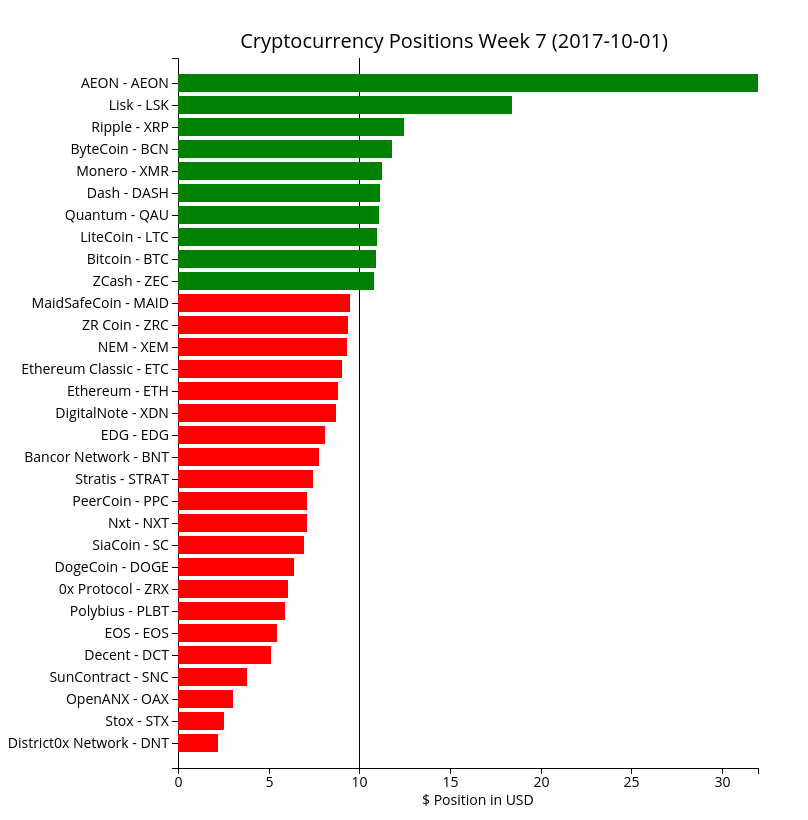 Cryptocurrency Positions Week 7 (2017-10-01)
AEON - AEON
Lisk - LSK
Ripple - XRP
ByteCoin - BCN
Monero - XMR
Dash - DASH
Quantum - QAU
LiteCoin - LTC
Bitcoin - BTC
ZCash - ZEC
MaidSafeCoin - MAID
ZR Coin - ZRC
NEM - XEM
Ethereum Classic - ETC
Ethereum - ETH
DigitalNote - XDN
EDG - EDG
Bancor Network - BNT
Stratis - STRAT
PeerCoin - PPC
Nxt - NXT
SiaCoin - SC
DogeCoin - DOGE
0x Protocol - ZRX
Polybius - PLBT
EOS - EOS
Decent - DCT
SunContract - SNC
OpenANX - OAX
Stox - STX
District0x Network - DNT
0 5 10 15 20 25 30
$ Position in USD